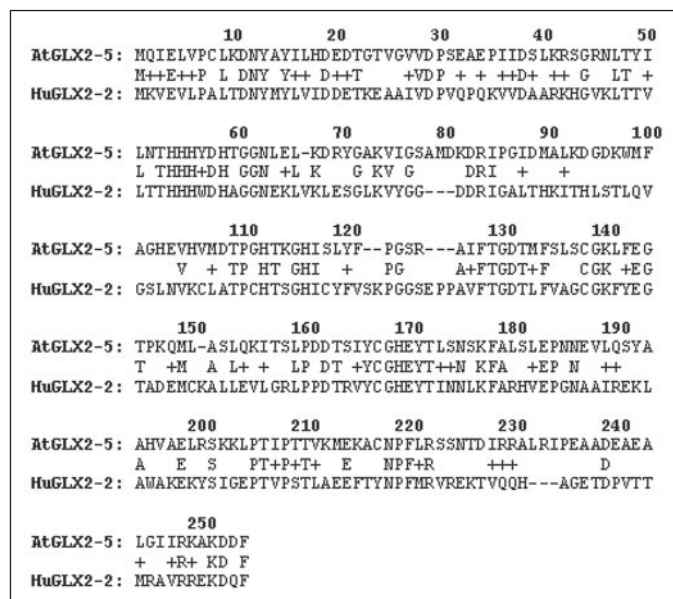 10 20 30 40 50
AtGLX2-5: MQIELVPCLKDNYAYILHDEDTGTVGVVDPSEAEPIIDSLKRSGRNLTYI
M++E++P L DNY Y++ D++T +VDP + ++D+ ++ G LT +
HuGLX2-2: MKVEVLPALTDNYMYLVIDDETKEAAIVDPVQPQKVVDAARKHGVKLTTV
60 70 80 90 100
AtGLX2-5: LNTHHHYDHTGGNLEL-KDRYGAKVIGSAMDKDRIPGIDMALKDGDKWMF
L THHH+DH GGN +L K G KV G DRI + +
HuGLX2-2: LTTHHHWDHAGGNEKLVKLESGLKVYGG---DDRIGALTHKITHLSTLQV
110 120 130 140
AtGLX2-5: AGHEVHVMDTPGHTKGHISLYF--PGSR---AIFTGDTMFSLSCGKLFEG
V + TP HT GHI + PG A+FTGDT+F CGK +EG
HuGLX2-2: GSLNVKCLATPCHTSGHICYFVSKPGGSEPPAVFTGDTLFVAGCGKFYEG
150 160 170 180 190
AtGLX2-5: TPKQML-ASLQKITSLPDDTSIYCGHEYTLSNSKFALSLEPNNEVLQSYA
T +M A L+ + LP DT +YCGHEYT++N KFA +EP N ++
HuGLX2-2: TADEMCKALLEVLGRLPPDTRVYCGHEYTINNLKFARHVEPGNAAIREKL
200 210 220 230 240
AtGLX2-5: AHVAELRSKKLPTIPTTVKMEKACNPFLRSSNTDIRRALRIPEAADEAEA
A E S PT+P+T+ E NPF+R +++ D
HuGLX2-2: AWAKEKYSIGEPTVPSTLAEEFTYNPFMRVREKTVQQH---AGETDPVTT
250
AtGLX2-5: LGIIRKAKDDF
+ +R+ KD F
HuGLX2-2: MRAVRREKDQF